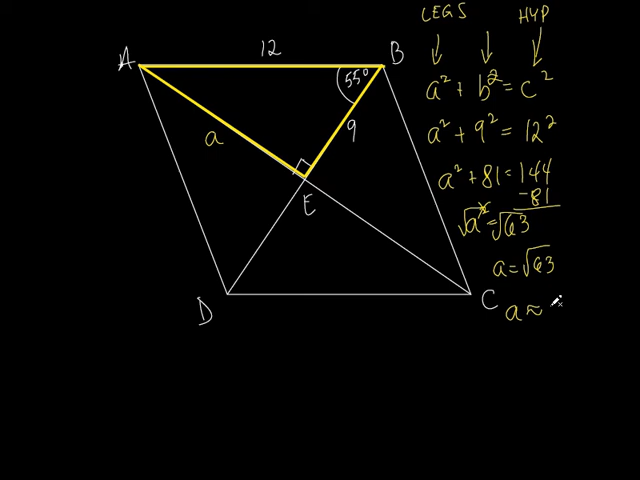 LEGS HYP
12
A B
55°
a² + b² = c²
9
a
a² + 9² = 12²
a² + 81 = 144
-81
E
√a² = √63
a = √63
D C
a ≈